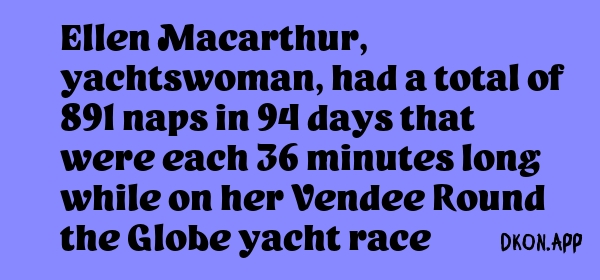 Ellen Macarthur,
yachtswoman, had a total of
891 naps in 94 days that
were each 36 minutes long
while on her Vendee Round
the Globe yacht race
DKON.APP